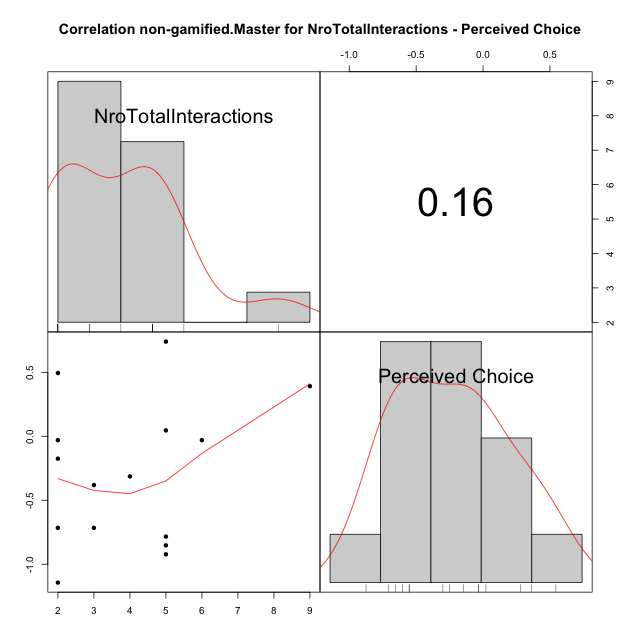 Correlation non-gamified.Master for NroTotalInteractions - Perceived Choice
-1.0 -0.5 0.0 0.5
NroTotalInteractions
0.16
9
8
7
6
5
4
3
2
0.5
0.0
-0.5
-1.0
Perceived Choice
2 3 4 5 6 7 8 9